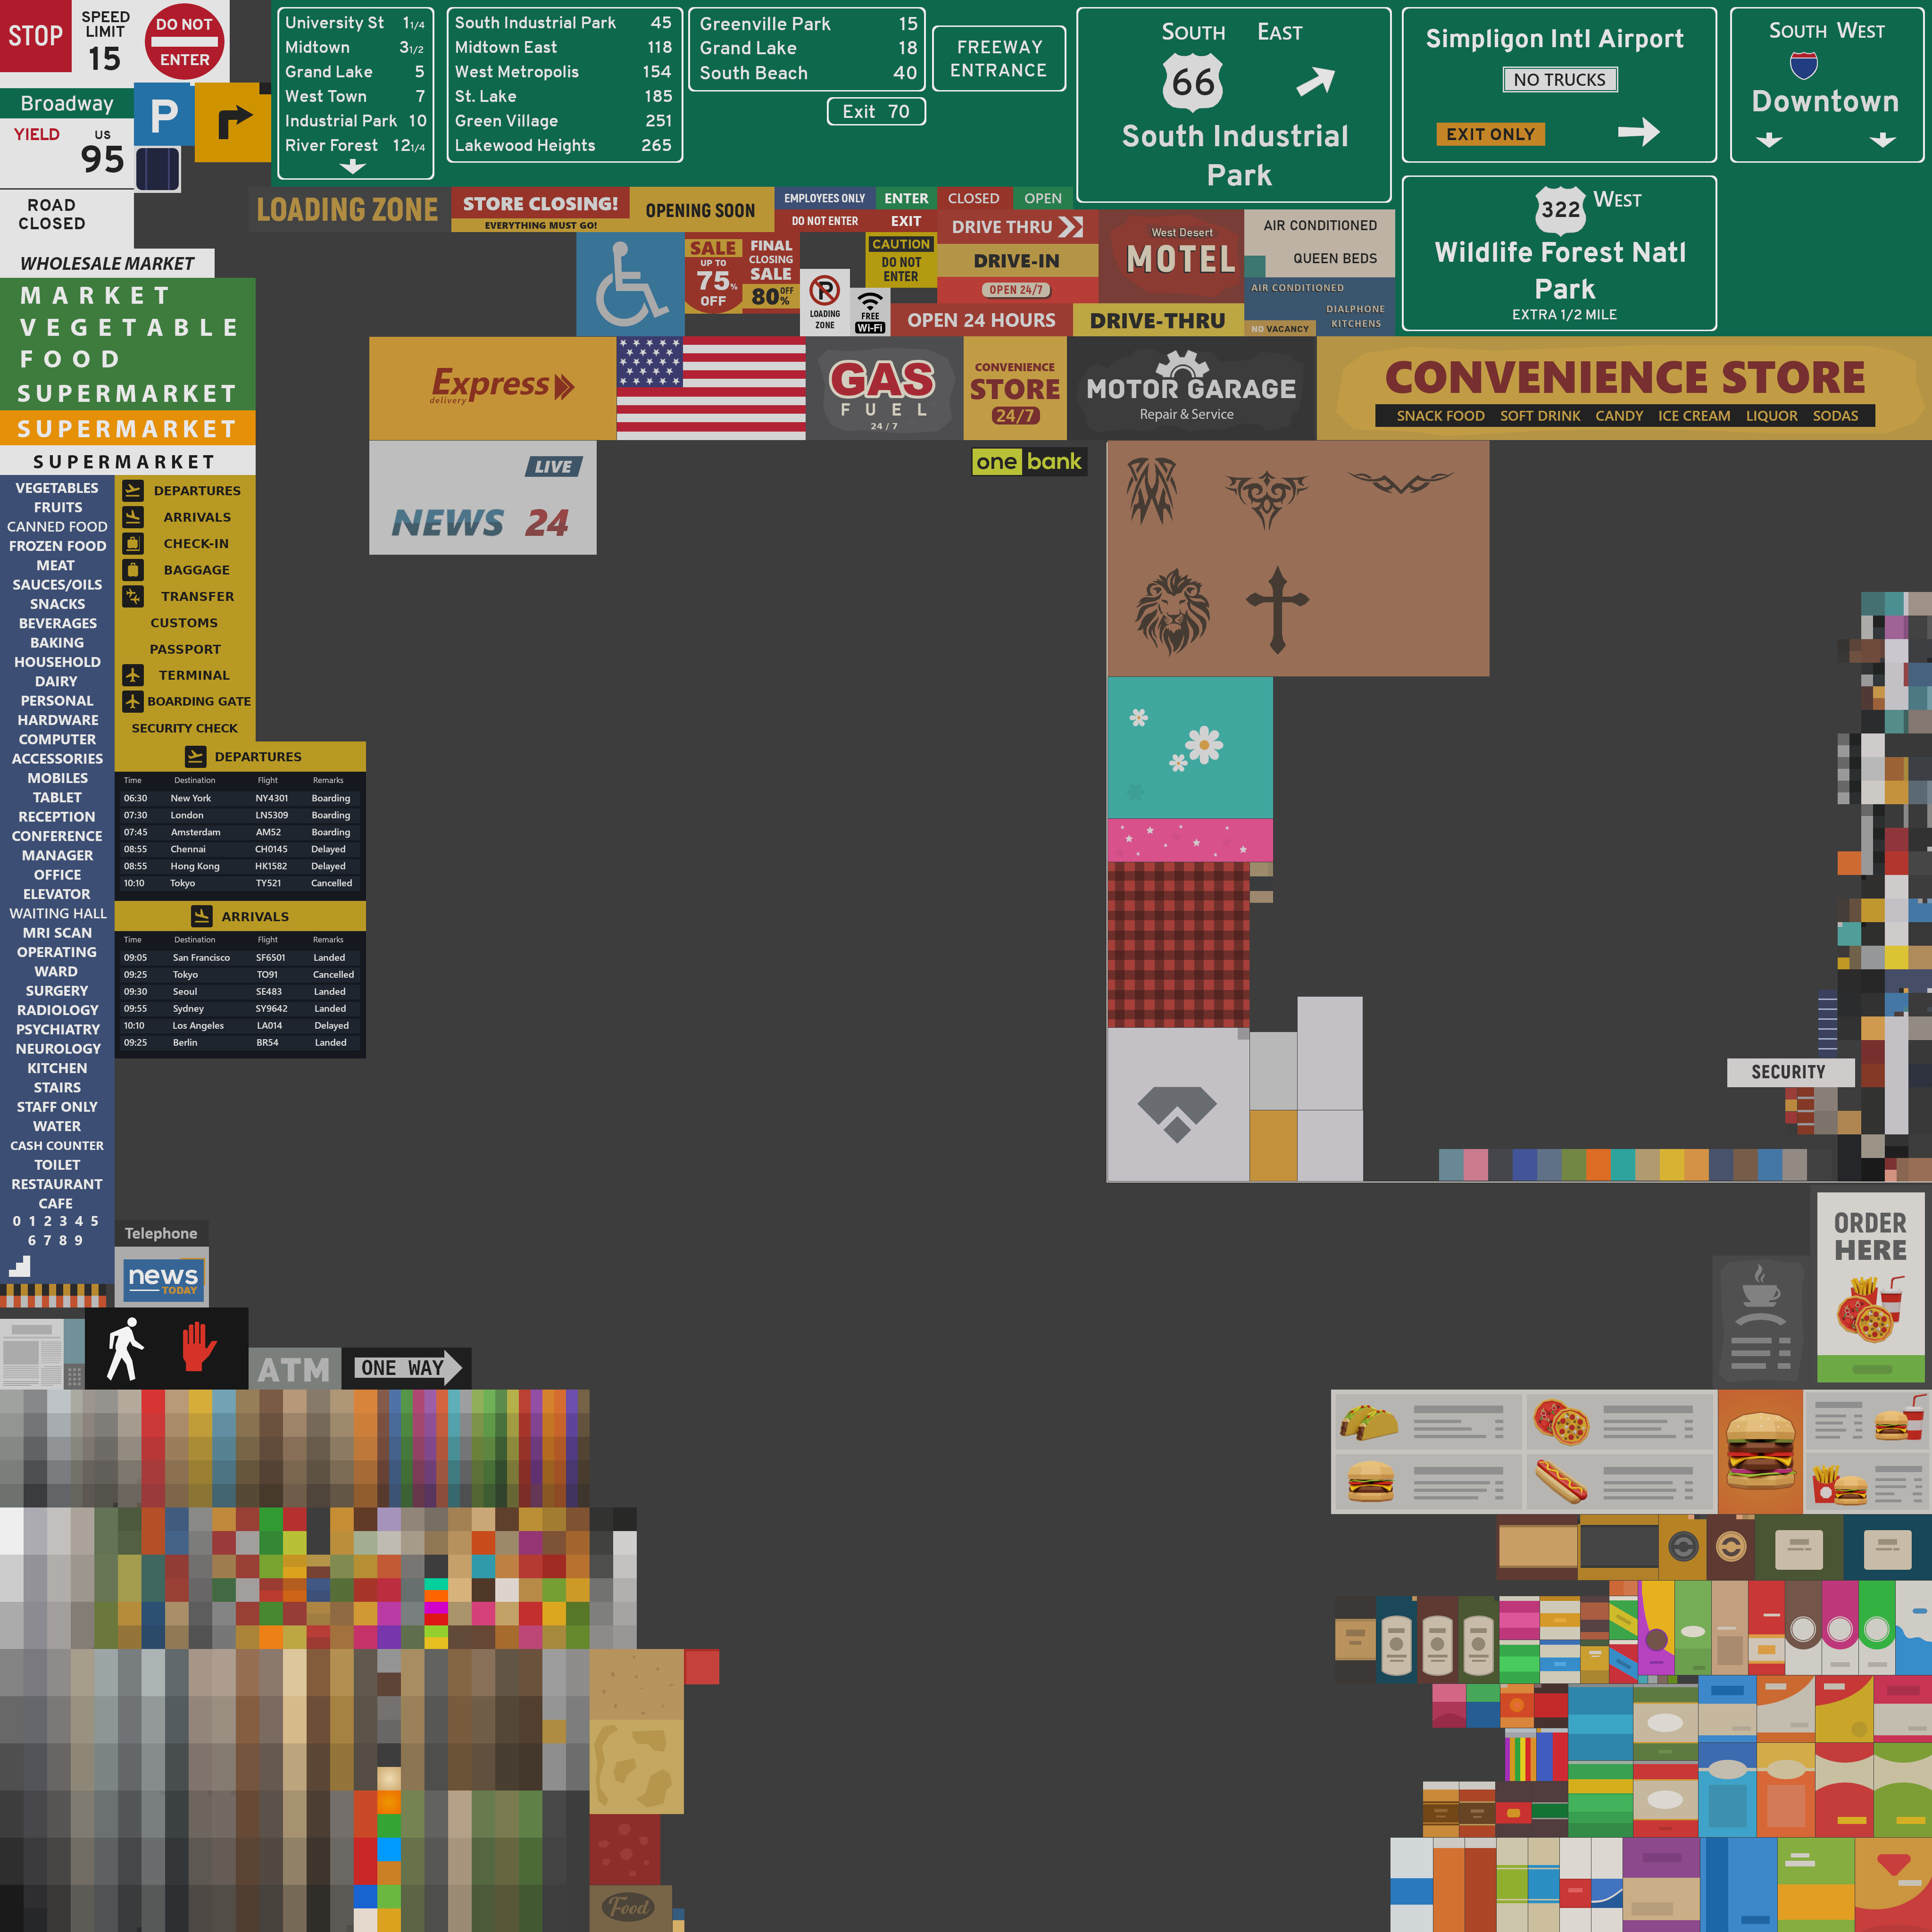 STOP
SPEED
LIMIT
15
DO NOT
ENTER
Broadway
P
YIELD
US
95
ROAD
CLOSED
University St 1 1/4
Midtown 3 1/2
Grand Lake 5
West Town 7
Industrial Park 10
River Forest 12 1/4
South Industrial Park 45
Midtown East 118
West Metropolis 154
St. Lake 185
Green Village 251
Lakewood Heights 265
Greenville Park 15
Grand Lake 18
South Beach 40
Exit 70
FREEWAY
ENTRANCE
SOUTH EAST
66
South Industrial
Park
Simpligon Intl Airport
NO TRUCKS
EXIT ONLY
SOUTH WEST
Downtown
322 WEST
Wildlife Forest Natl
Park
EXTRA 1/2 MILE
LOADING ZONE
STORE CLOSING!
EVERYTHING MUST GO!
OPENING SOON
EMPLOYEES ONLY
ENTER
CLOSED
OPEN
DO NOT ENTER
EXIT
SALE
UP TO
75%
OFF
FINAL
CLOSING
SALE
80% OFF
CAUTION
DO NOT
ENTER
P
LOADING
ZONE
FREE
Wi-Fi
DRIVE THRU
DRIVE-IN
OPEN 24/7
OPEN 24 HOURS
DRIVE-THRU
West Desert
MOTEL
AIR CONDITIONED
QUEEN BEDS
AIR CONDITIONED
DIALPHONE
KITCHENS
NO VACANCY
WHOLESALE MARKET
MARKET
VEGETABLE
FOOD
SUPERMARKET
SUPERMARKET
SUPERMARKET
Express
delivery
GAS
FUEL
24 / 7
CONVENIENCE
STORE
24/7
MOTOR GARAGE
Repair & Service
CONVENIENCE STORE
SNACK FOOD SOFT DRINK CANDY ICE CREAM LIQUOR SODAS
LIVE
NEWS 24
one bank
VEGETABLES
FRUITS
CANNED FOOD
FROZEN FOOD
MEAT
SAUCES/OILS
SNACKS
BEVERAGES
BAKING
HOUSEHOLD
DAIRY
PERSONAL
HARDWARE
COMPUTER
ACCESSORIES
MOBILES
TABLET
RECEPTION
CONFERENCE
MANAGER
OFFICE
ELEVATOR
WAITING HALL
MRI SCAN
OPERATING
WARD
SURGERY
RADIOLOGY
PSYCHIATRY
NEUROLOGY
KITCHEN
STAIRS
STAFF ONLY
WATER
CASH COUNTER
TOILET
RESTAURANT
CAFE
0 1 2 3 4 5
6 7 8 9
DEPARTURES
ARRIVALS
CHECK-IN
BAGGAGE
TRANSFER
CUSTOMS
PASSPORT
TERMINAL
BOARDING GATE
SECURITY CHECK
DEPARTURES
Time Destination Flight Remarks
06:30 New York NY4301 Boarding
07:30 London LN5309 Boarding
07:45 Amsterdam AM52 Boarding
08:55 Chennai CH0145 Delayed
08:55 Hong Kong HK1582 Delayed
10:10 Tokyo TY521 Cancelled
ARRIVALS
Time Destination Flight Remarks
09:05 San Francisco SF6501 Landed
09:25 Tokyo TO91 Cancelled
09:30 Seoul SE483 Landed
09:55 Sydney SY9642 Landed
10:10 Los Angeles LA014 Delayed
09:25 Berlin BR54 Landed
SECURITY
Telephone
news
TODAY
ATM
ONE WAY
ORDER
HERE
Food